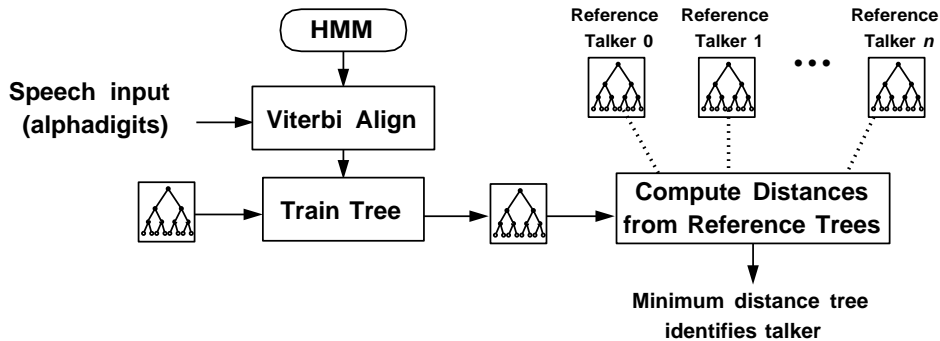 HMM
Reference
Talker 0
Reference
Talker 1
Reference
Talker n
•••
Speech input
(alphadigits)
Viterbi Align
Train Tree
Compute Distances
from Reference Trees
Minimum distance tree
identifies talker